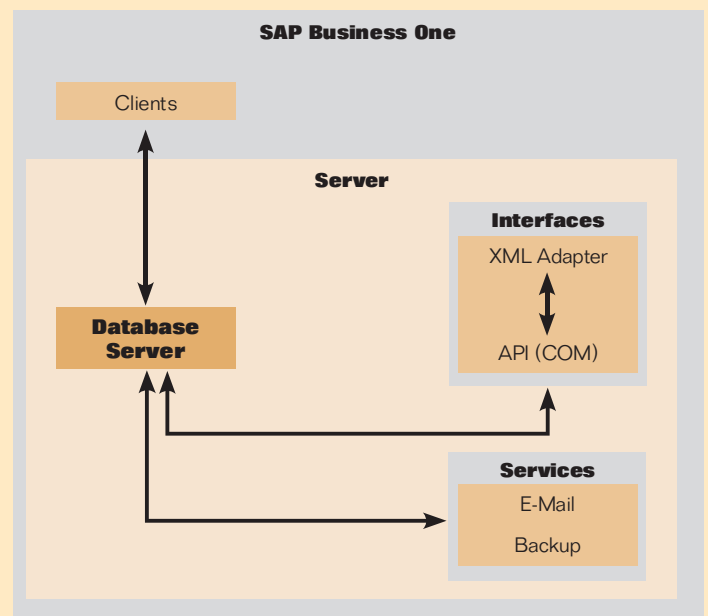 SAP Business One
Clients
Server
Interfaces
XML Adapter
API (COM)
Database
Server
Services
E-Mail
Backup